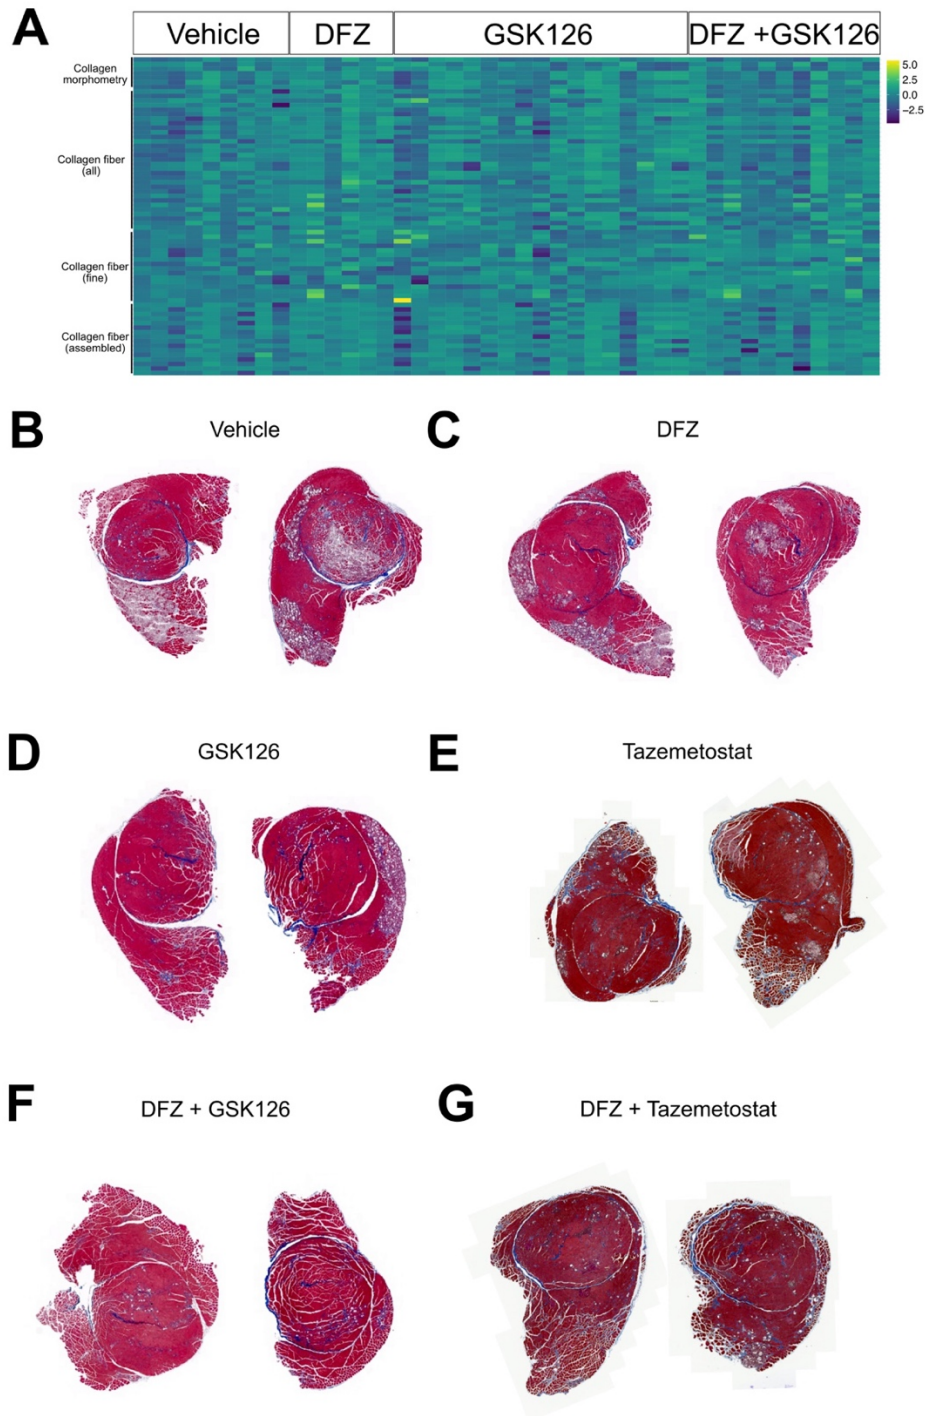 A
Vehicle DFZ GSK126 DFZ +GSK126
Collagen
morphometry
Collagen fiber
(all)
Collagen fiber
(fine)
Collagen fiber
(assembled)
5.0
2.5
0.0
−2.5
B Vehicle C DFZ
D GSK126 E Tazemetostat
F DFZ + GSK126 G DFZ + Tazemetostat